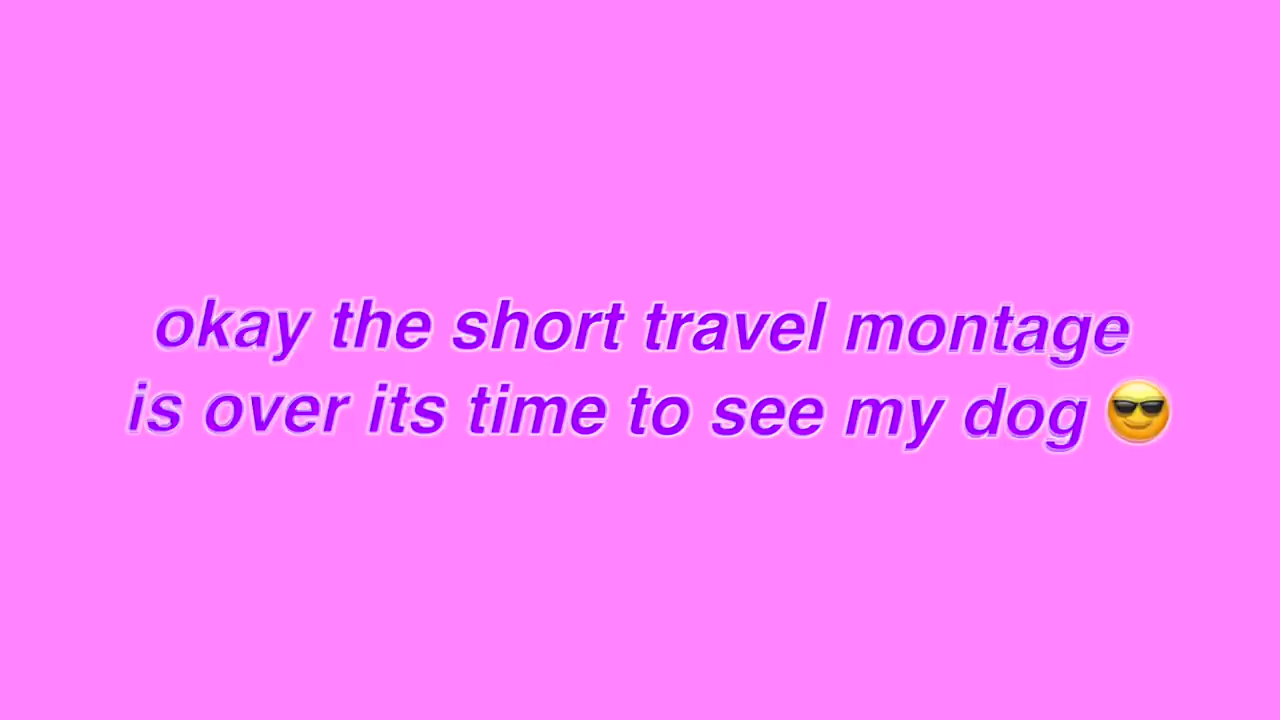 okay the short travel montage
is over its time to see my dog 😎